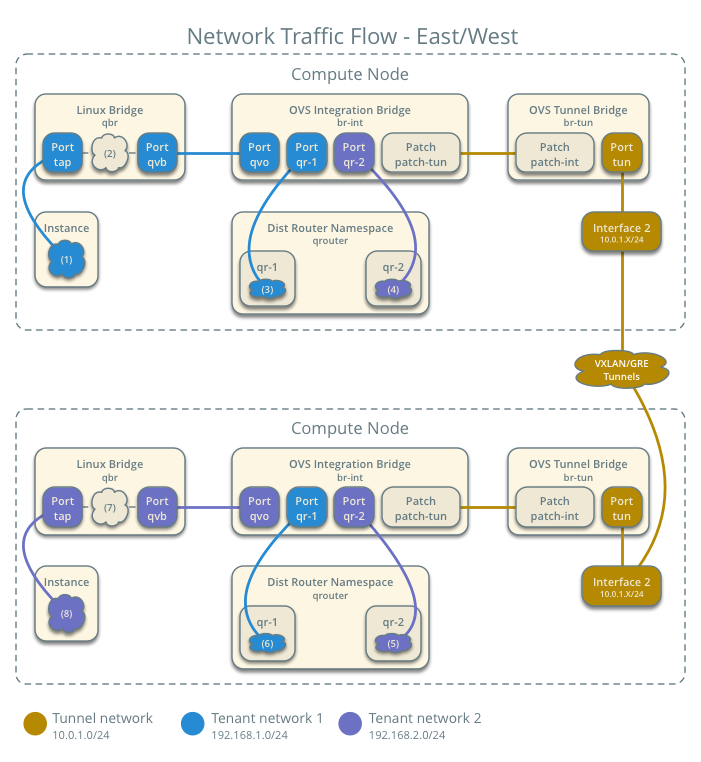 Network Traffic Flow - East/West
Compute Node
Linux Bridge
qbr
Port
tap
(2)
Port
qvb
OVS Integration Bridge
br-int
Port
qvo
Port
qr-1
Port
qr-2
Patch
patch-tun
OVS Tunnel Bridge
br-tun
Patch
patch-int
Port
tun
Instance
(1)
Dist Router Namespace
qrouter
qr-1
(3)
qr-2
(4)
Interface 2
10.0.1.X/24
VXLAN/GRE
Tunnels
Compute Node
Linux Bridge
qbr
Port
tap
(7)
Port
qvb
OVS Integration Bridge
br-int
Port
qvo
Port
qr-1
Port
qr-2
Patch
patch-tun
OVS Tunnel Bridge
br-tun
Patch
patch-int
Port
tun
Instance
(8)
Dist Router Namespace
qrouter
qr-1
(6)
qr-2
(5)
Interface 2
10.0.1.X/24
Tunnel network
10.0.1.0/24
Tenant network 1
192.168.1.0/24
Tenant network 2
192.168.2.0/24